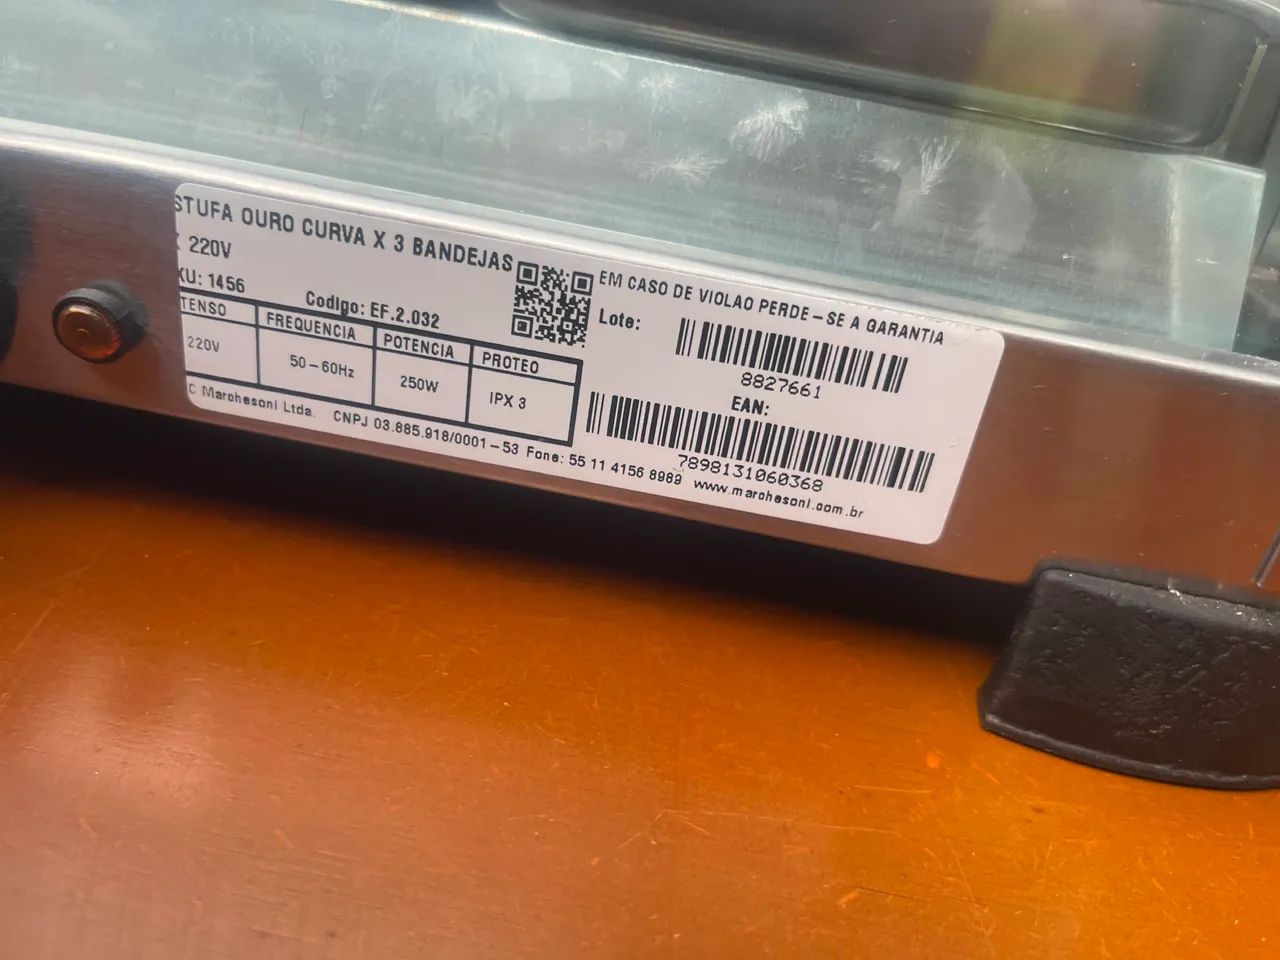 STUFA OURO CURVA X 3 BANDEJAS
220V
KU: 1456
Codigo: EF.2.032
TENSO FREQUENCIA POTENCIA PROTEO
220V 50-60Hz 250W IPX 3
C Marchesoni Ltda. CNPJ 03.885.918/0001-53 Fone: 55 11 4156 8989 www.marchesoni.com.br
EM CASO DE VIOLAO PERDE-SE A GARANTIA
Lote:
8827661
EAN:
7898131060368